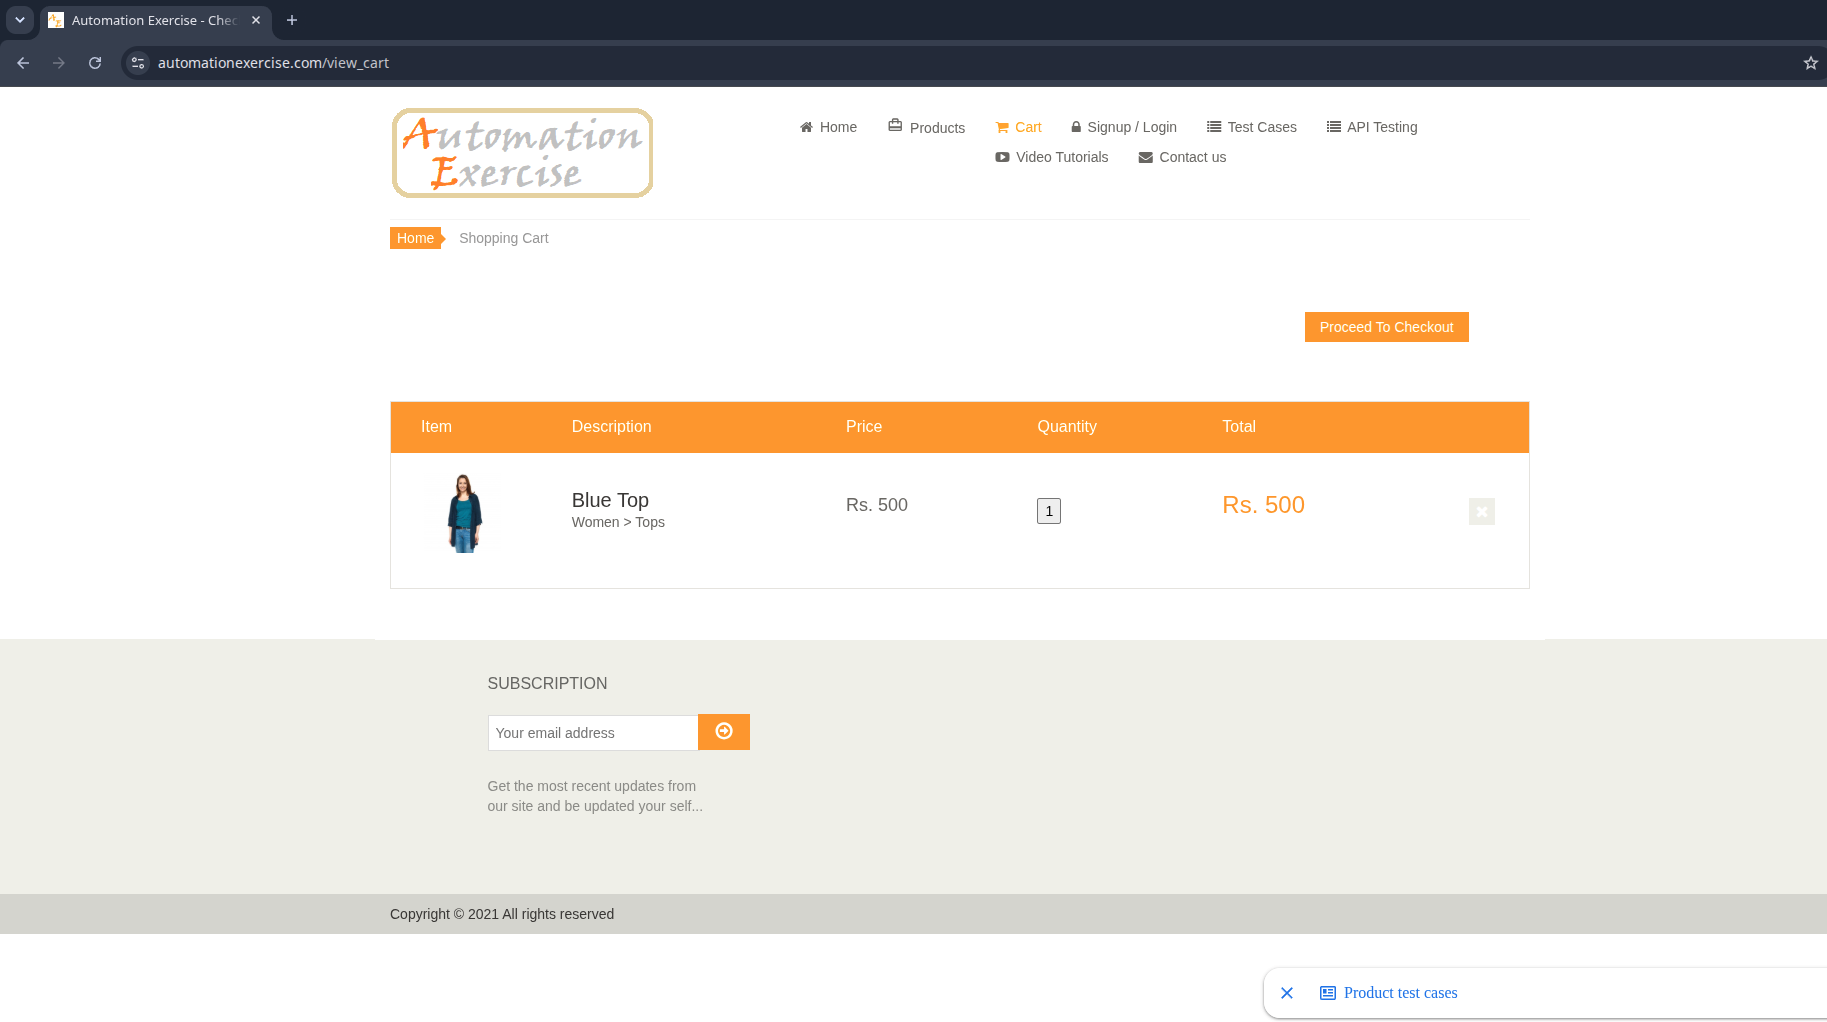 Automation Exercise - Chec
automationexercise.com/view_cart
Automation
Exercise
Home
Products
Cart
Signup / Login
Test Cases
API Testing
Video Tutorials
Contact us
Home
Shopping Cart
Proceed To Checkout
Item Description Price Quantity Total
Blue Top
Women > Tops
Rs. 500
1
Rs. 500
SUBSCRIPTION
Your email address
Get the most recent updates from
our site and be updated your self...
Copyright © 2021 All rights reserved
Product test cases